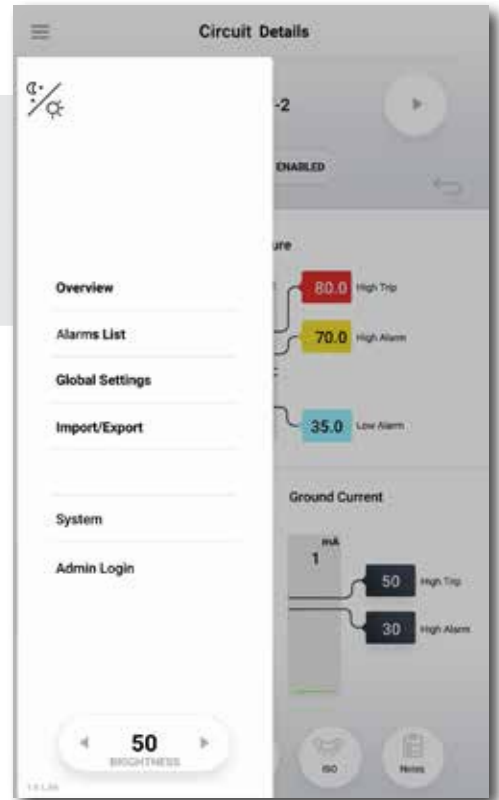 Circuit Details
-2
ENABLED
ure
80.0 High Trip
70.0 High Alarm
35.0 Low Alarm
Overview
Alarms List
Global Settings
Import/Export
System
Admin Login
Ground Current
mA
1
50 High Trip
30 High Alarm
50
BRIGHTNESS
ISO
Notes